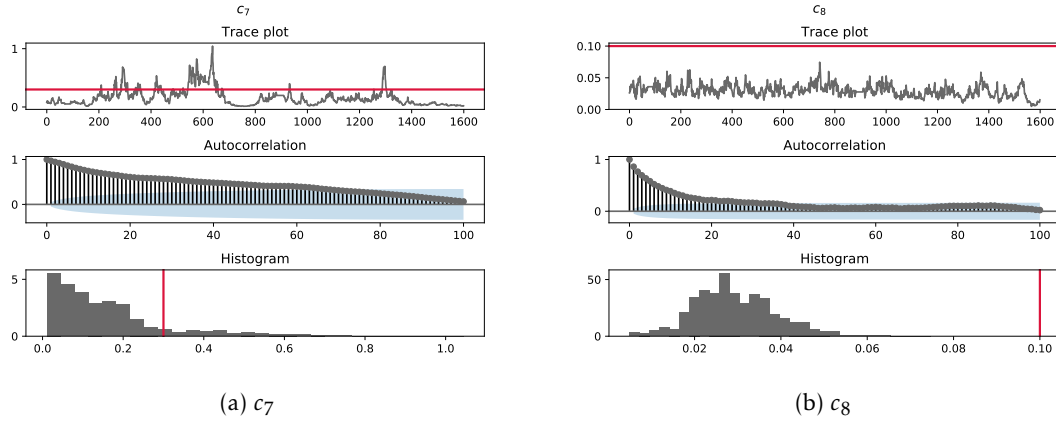 c7
Trace plot
1
0
0 200 400 600 800 1000 1200 1400 1600
Autocorrelation
1
0
0 20 40 60 80 100
Histogram
5
0
0.0 0.2 0.4 0.6 0.8 1.0
(a) c7
c8
Trace plot
0.10
0.05
0.00
0 200 400 600 800 1000 1200 1400 1600
Autocorrelation
1
0
0 20 40 60 80 100
Histogram
50
0
0.02 0.04 0.06 0.08 0.10
(b) c8